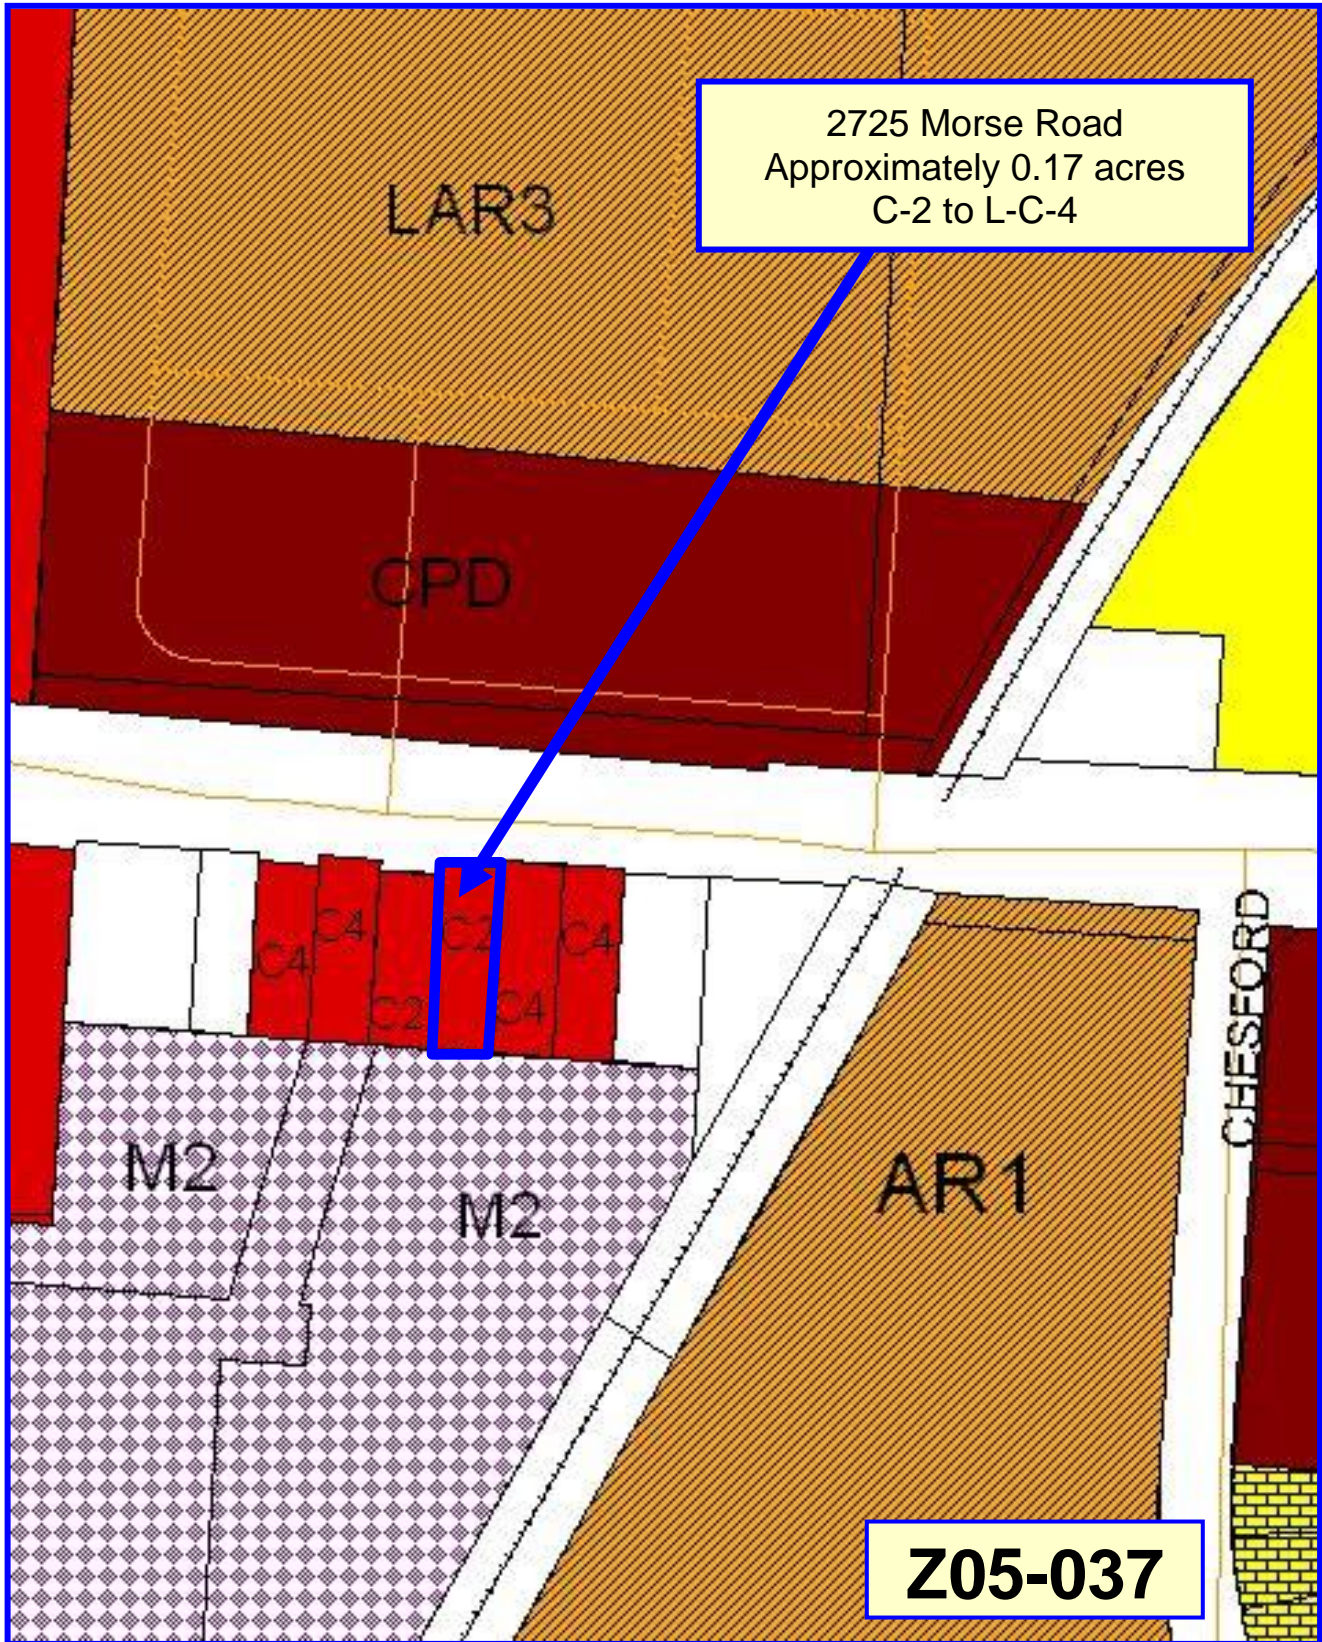 2725 Morse Road
Approximately 0.17 acres
C-2 to L-C-4
LAR3
CPD
C4
C4
C2
C2
C4
C4
CHESFORD
M2
M2
AR1
Z05-037